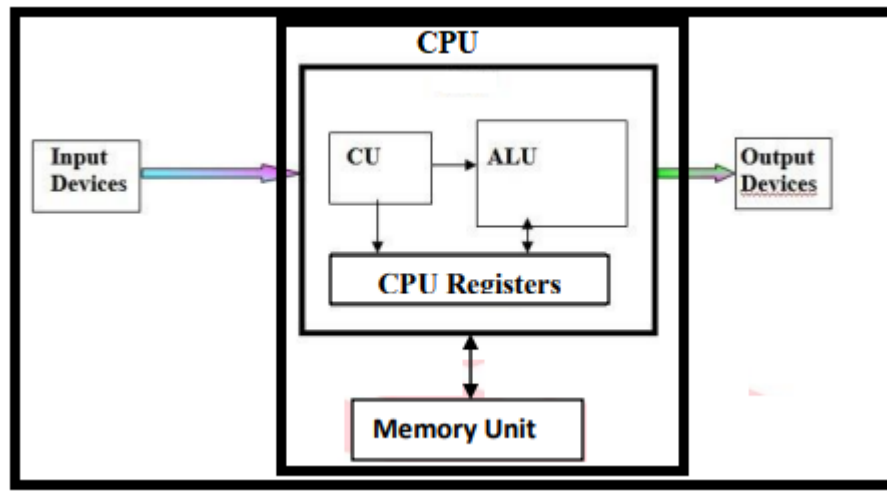 CPU
Input
Devices
CU
ALU
Output
Devices
CPU Registers
Memory Unit